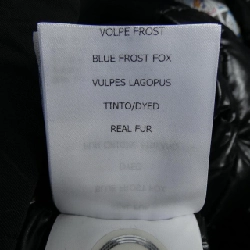 VOLPE FROST
BLUE FROST FOX
VULPES LAGOPUS
TINTO/DYED
REAL FUR